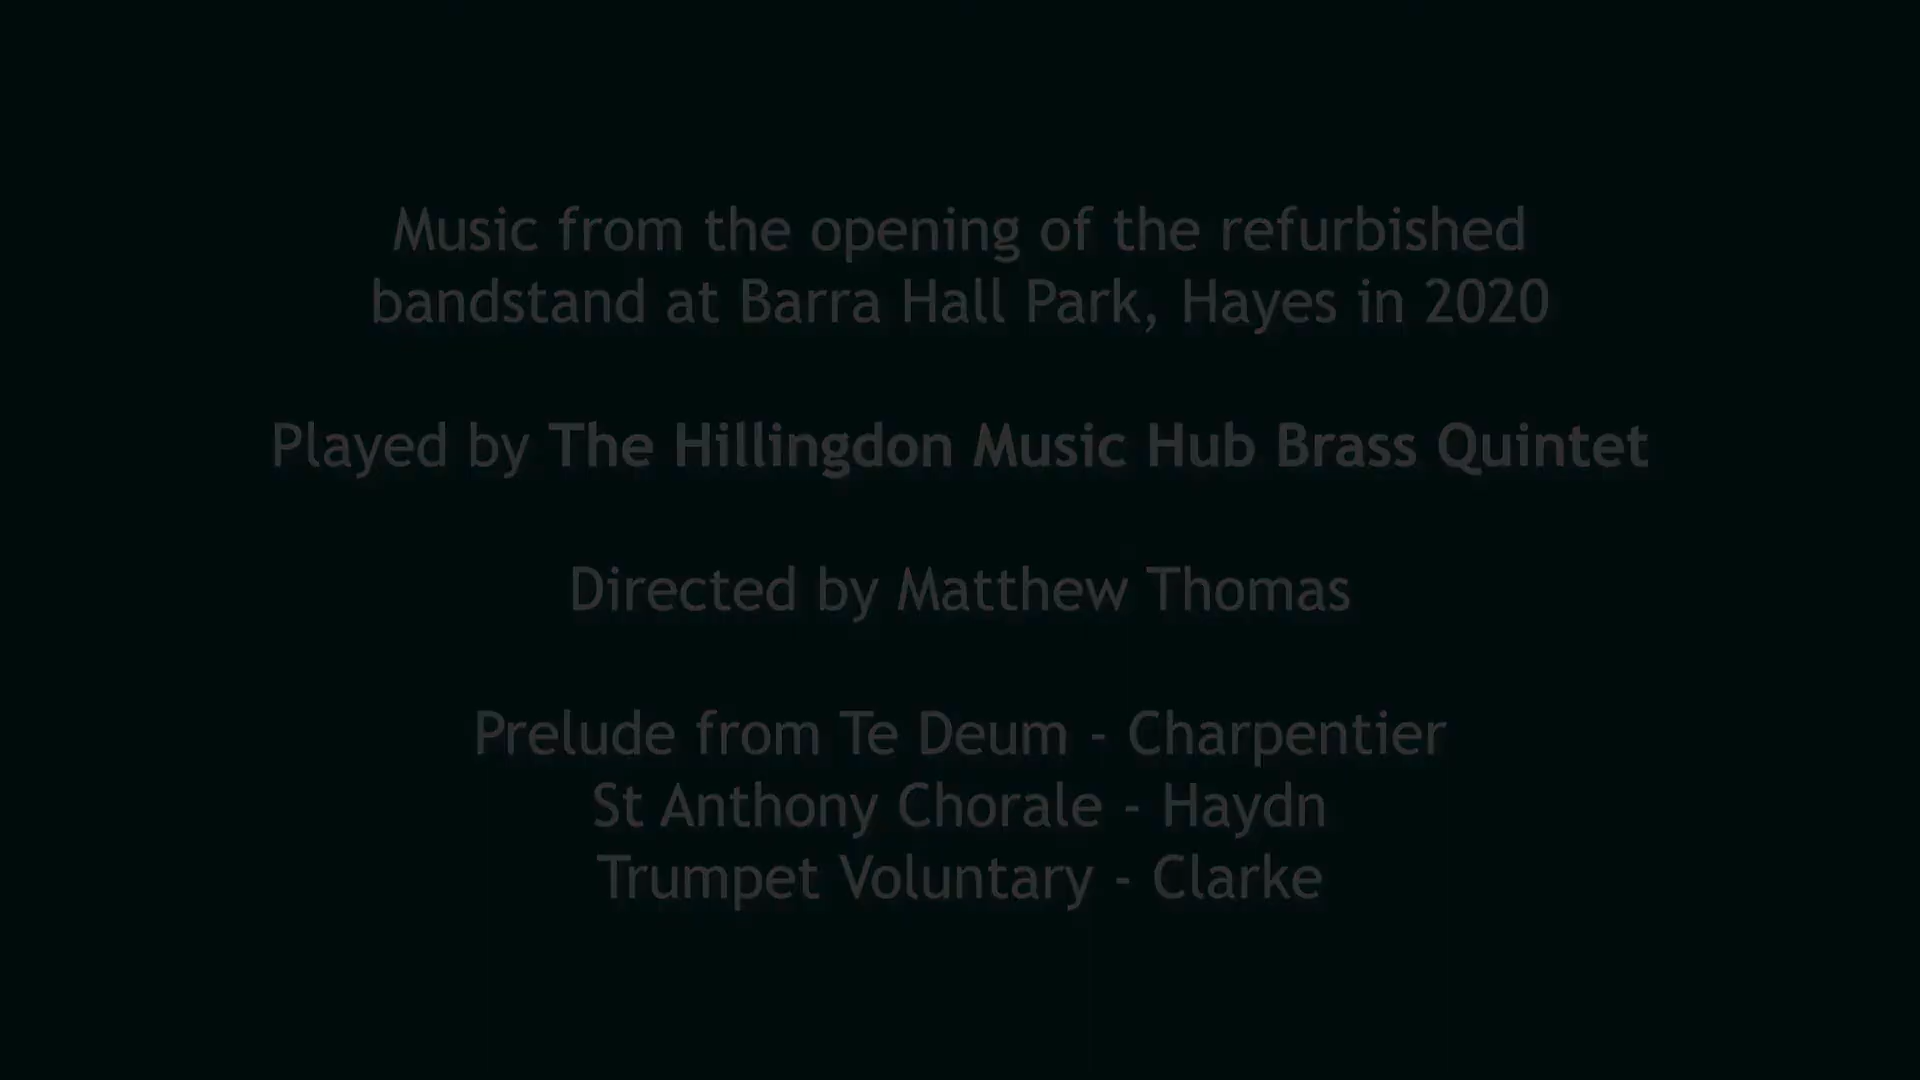 Music from the opening of the refurbished
bandstand at Barra Hall Park, Hayes in 2020
Played by The Hillingdon Music Hub Brass Quintet
Directed by Matthew Thomas
Prelude from Te Deum - Charpentier
St Anthony Chorale - Haydn
Trumpet Voluntary - Clarke